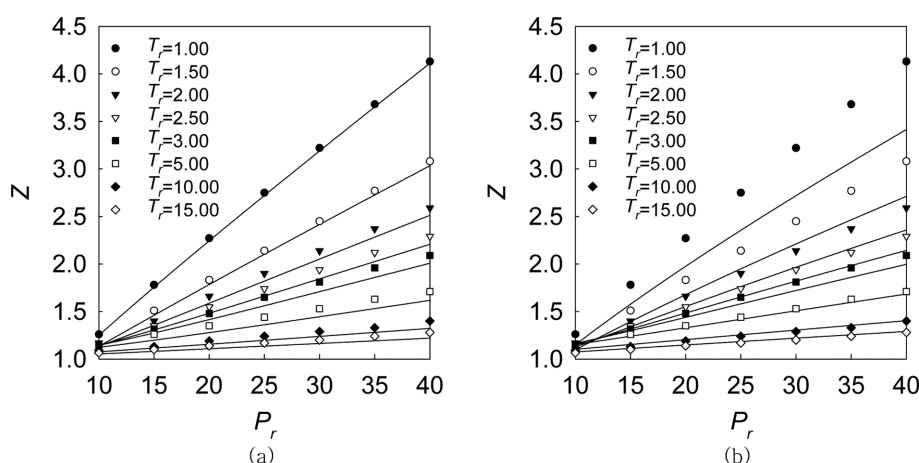 4.5
4.0
3.5
3.0
2.5
2.0
1.5
1.0
Z
T_r=1.00
T_r=1.50
T_r=2.00
T_r=2.50
T_r=3.00
T_r=5.00
T_r=10.00
T_r=15.00
10 15 20 25 30 35 40
P_r
(a)
4.5
4.0
3.5
3.0
2.5
2.0
1.5
1.0
Z
T_r=1.00
T_r=1.50
T_r=2.00
T_r=2.50
T_r=3.00
T_r=5.00
T_r=10.00
T_r=15.00
10 15 20 25 30 35 40
P_r
(b)